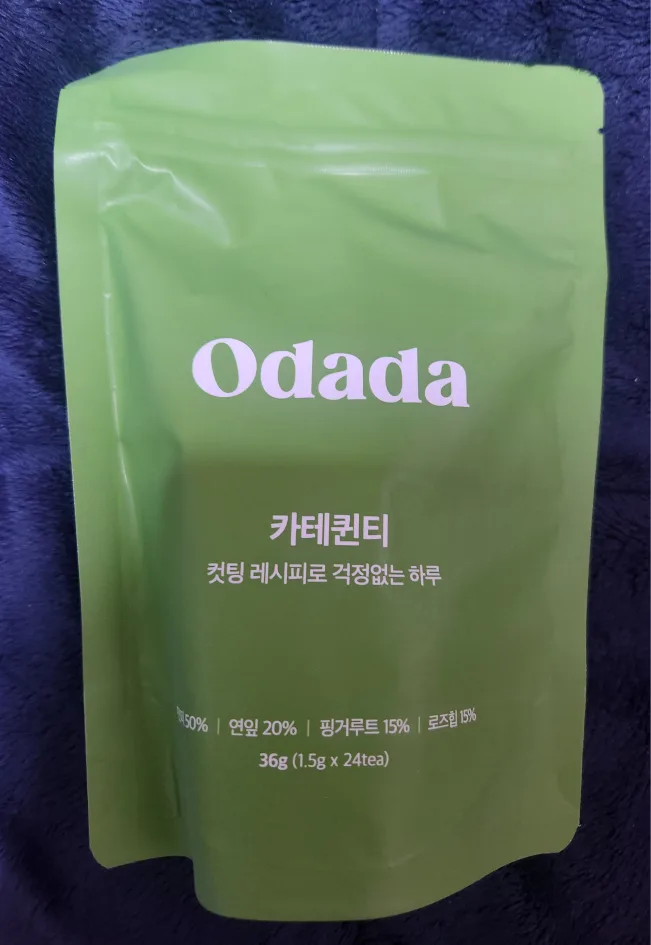 Odada
카테퀸티
컷팅 레시피로 걱정없는 하루
50% | 연잎 20% | 핑거루트 15% | 로즈힙 15%
36g (1.5g x 24tea)